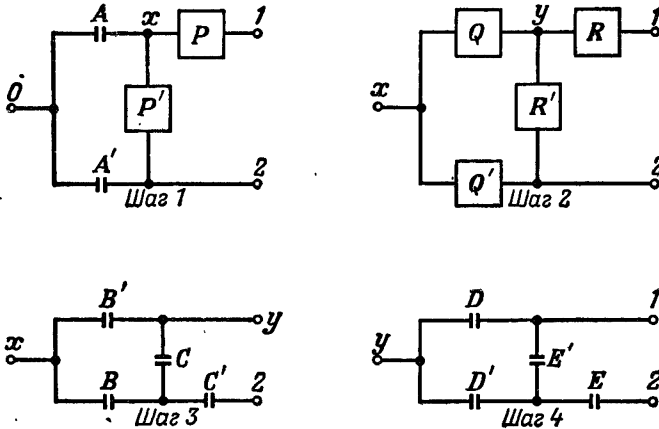 A x P 1
0 P′
A′ 2
Шаг 1
Q y R 1
x R′
Q′ 2
Шаг 2
B′ y
x C
B C′ 2
Шаг 3
D 1
y E′
D′ E 2
Шаг 4